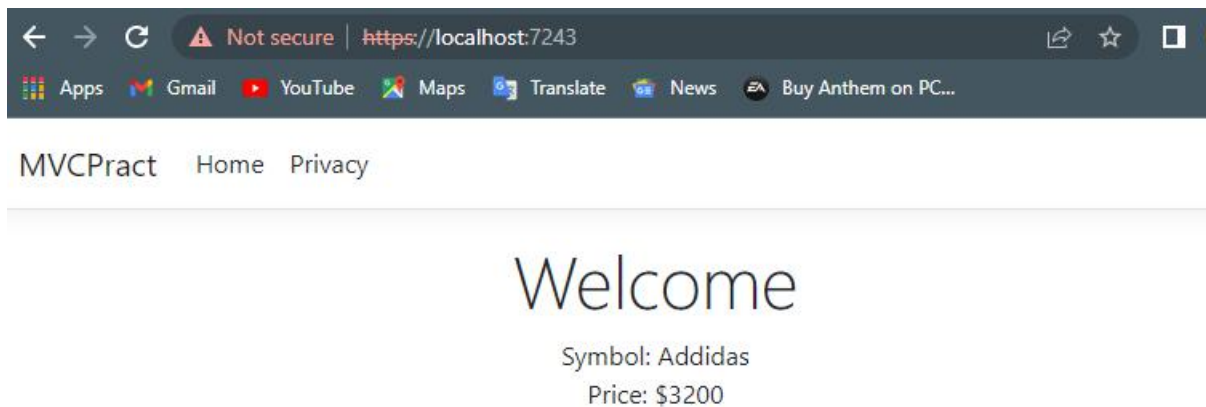 Not secure | https://localhost:7243
Apps Gmail YouTube Maps Translate News Buy Anthem on PC...
MVCPract Home Privacy
Welcome
Symbol: Addidas
Price: $3200